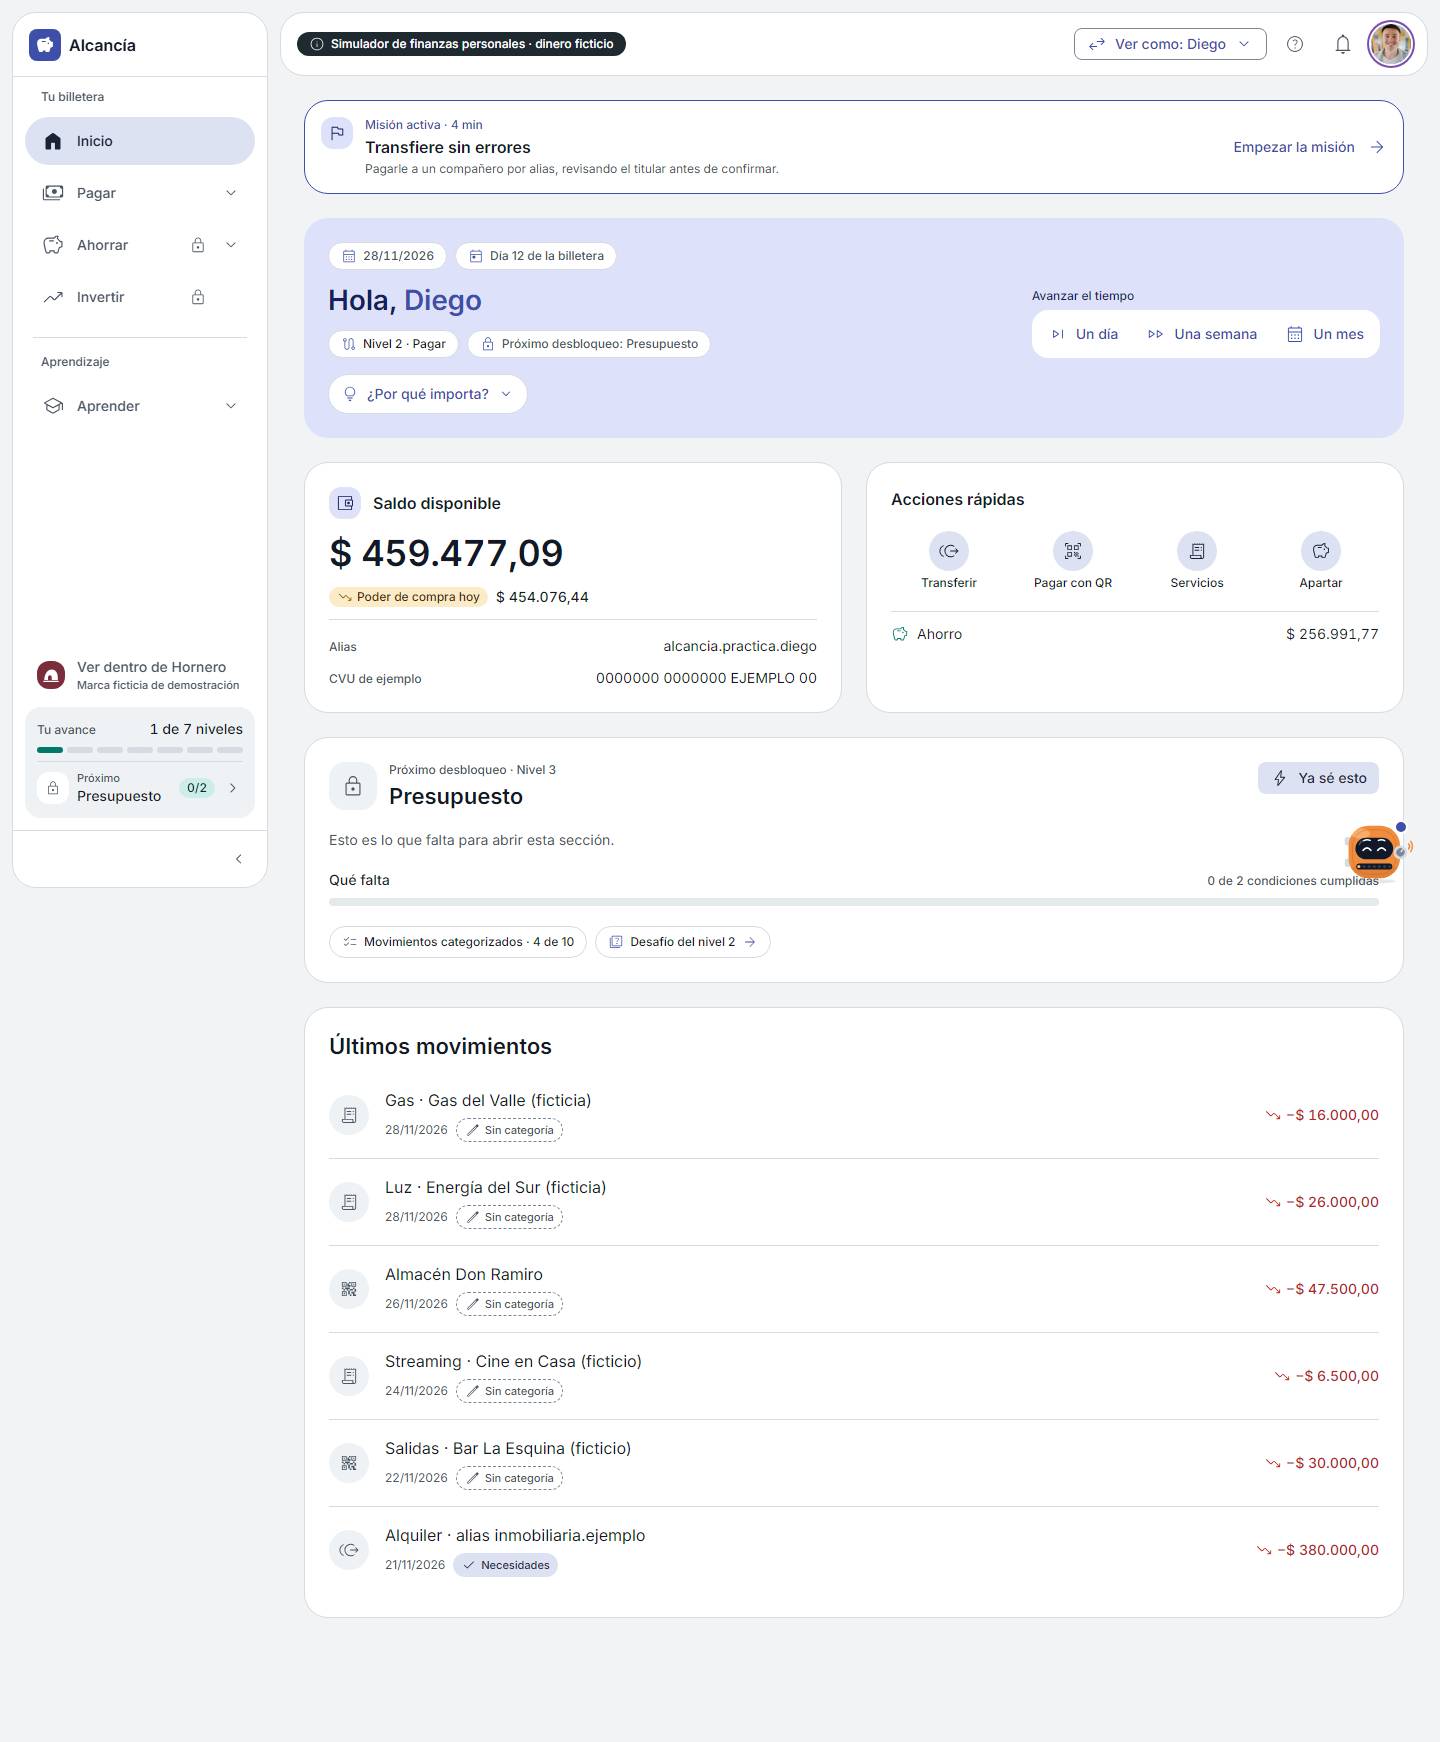 Alcancía
Tu billetera
Inicio
Pagar
Ahorrar
Invertir
Aprendizaje
Aprender
Ver dentro de Hornero
Marca ficticia de demostración
Tu avance 1 de 7 niveles
Próximo
Presupuesto 0/2
Simulador de finanzas personales · dinero ficticio
Ver como: Diego
Misión activa · 4 min
Transfiere sin errores
Pagarle a un compañero por alias, revisando el titular antes de confirmar.
Empezar la misión
28/11/2026 Día 12 de la billetera
Hola, Diego
Nivel 2 · Pagar Próximo desbloqueo: Presupuesto
¿Por qué importa?
Avanzar el tiempo
Un día Una semana Un mes
Saldo disponible
$ 459.477,09
Poder de compra hoy $ 454.076,44
Alias alcancia.practica.diego
CVU de ejemplo 0000000 0000000 EJEMPLO 00
Acciones rápidas
Transferir Pagar con QR Servicios Apartar
Ahorro $ 256.991,77
Próximo desbloqueo · Nivel 3
Presupuesto
Ya sé esto
Esto es lo que falta para abrir esta sección.
Qué falta 0 de 2 condiciones cumplidas
Movimientos categorizados · 4 de 10 Desafío del nivel 2
Últimos movimientos
Gas · Gas del Valle (ficticia)
28/11/2026 Sin categoría −$ 16.000,00
Luz · Energía del Sur (ficticia)
28/11/2026 Sin categoría −$ 26.000,00
Almacén Don Ramiro
26/11/2026 Sin categoría −$ 47.500,00
Streaming · Cine en Casa (ficticio)
24/11/2026 Sin categoría −$ 6.500,00
Salidas · Bar La Esquina (ficticio)
22/11/2026 Sin categoría −$ 30.000,00
Alquiler · alias inmobiliaria.ejemplo
21/11/2026 Necesidades −$ 380.000,00